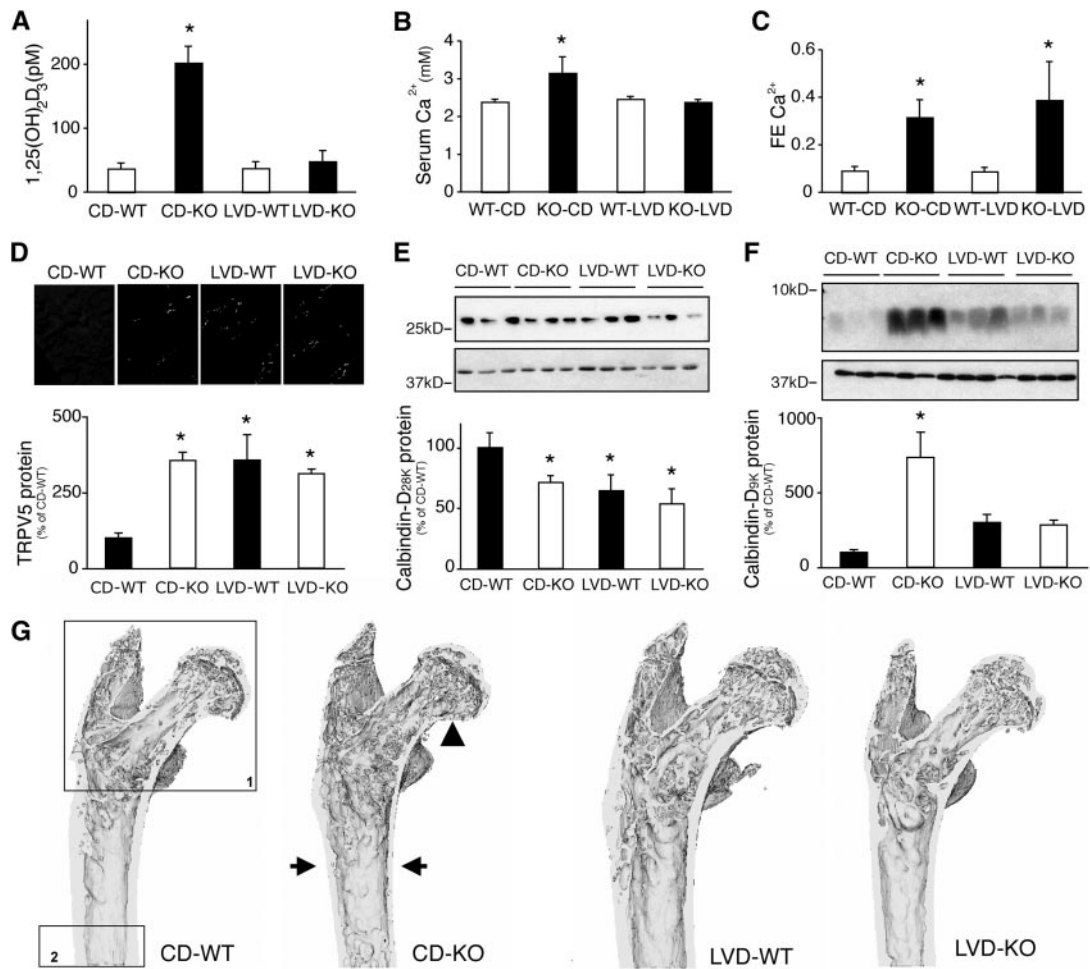 A
1,25(OH)2D3(pM)
200
100
0
*
CD-WT CD-KO LVD-WT LVD-KO
B
Serum Ca2+ (mM)
4
3
2
1
0
*
WT-CD KO-CD WT-LVD KO-LVD
C
FE Ca2+
0.6
0.4
0.2
0
* *
WT-CD KO-CD WT-LVD KO-LVD
D
CD-WT CD-KO LVD-WT LVD-KO
TRPV5 protein
(% of CD-WT)
500
250
0
* * *
CD-WT CD-KO LVD-WT LVD-KO
E
CD-WT CD-KO LVD-WT LVD-KO
25kD
37kD
Calbindin-D28K protein
(% of CD-WT)
100
50
0
* * *
CD-WT CD-KO LVD-WT LVD-KO
F
CD-WT CD-KO LVD-WT LVD-KO
10kD
37kD
Calbindin-D9K protein
(% of CD-WT)
1000
500
0
*
CD-WT CD-KO LVD-WT LVD-KO
G
1
2
CD-WT CD-KO LVD-WT LVD-KO